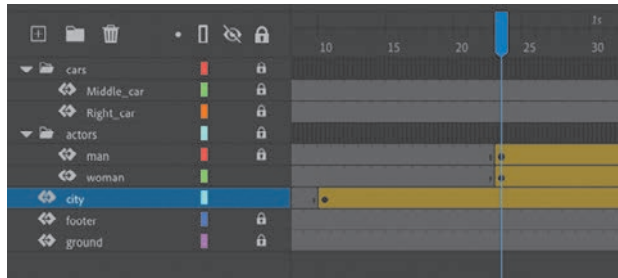 1s
10 15 20 25 30
cars
Middle_car
Right_car
actors
man
woman
city
footer
ground